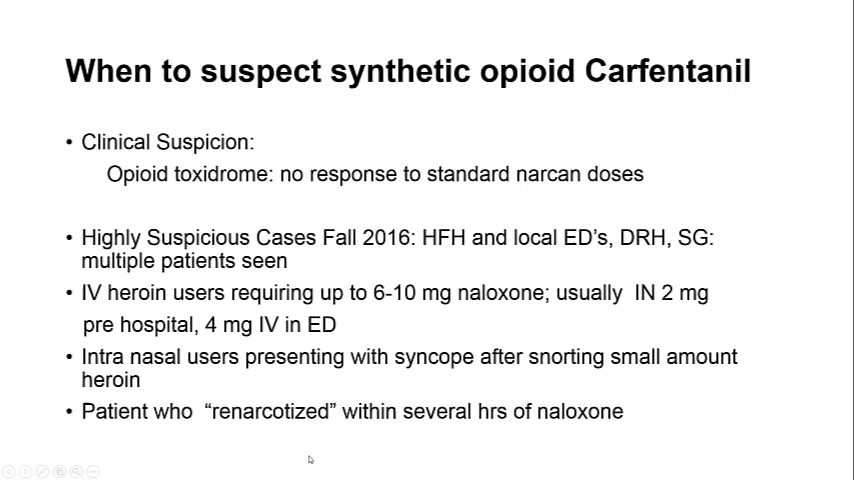 When to suspect synthetic opioid Carfentanil
• Clinical Suspicion:
Opioid toxidrome: no response to standard narcan doses
• Highly Suspicious Cases Fall 2016: HFH and local ED's, DRH, SG:
multiple patients seen
• IV heroin users requiring up to 6-10 mg naloxone; usually IN 2 mg
pre hospital, 4 mg IV in ED
• Intra nasal users presenting with syncope after snorting small amount
heroin
• Patient who “renarcotized” within several hrs of naloxone